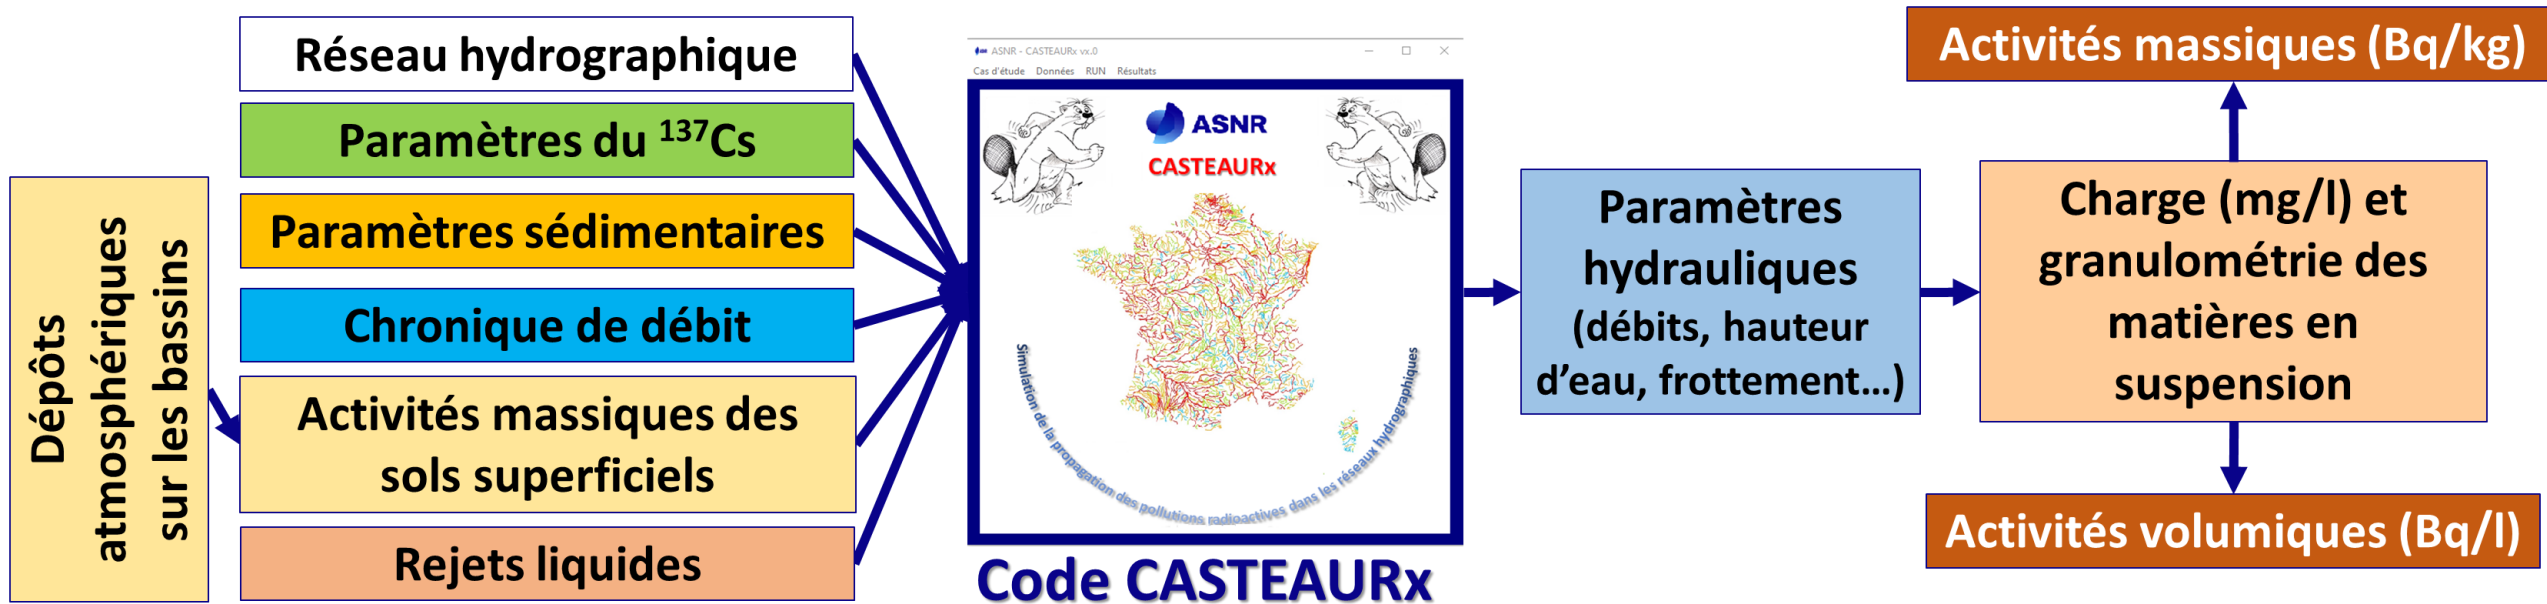 Dépôts
atmosphériques
sur les bassins
Réseau hydrographique
Paramètres du ¹³⁷Cs
Paramètres sédimentaires
Chronique de débit
Activités massiques des
sols superficiels
Rejets liquides
ASNR - CASTEAURx vx.0
Cas d'étude Données RUN Résultats
ASNR
CASTEAURx
Simulation de la propagation des pollutions radioactives dans les réseaux hydrographiques
Code CASTEAURx
Paramètres
hydrauliques
(débits, hauteur
d’eau, frottement...)
Activités massiques (Bq/kg)
Charge (mg/l) et
granulométrie des
matières en
suspension
Activités volumiques (Bq/l)